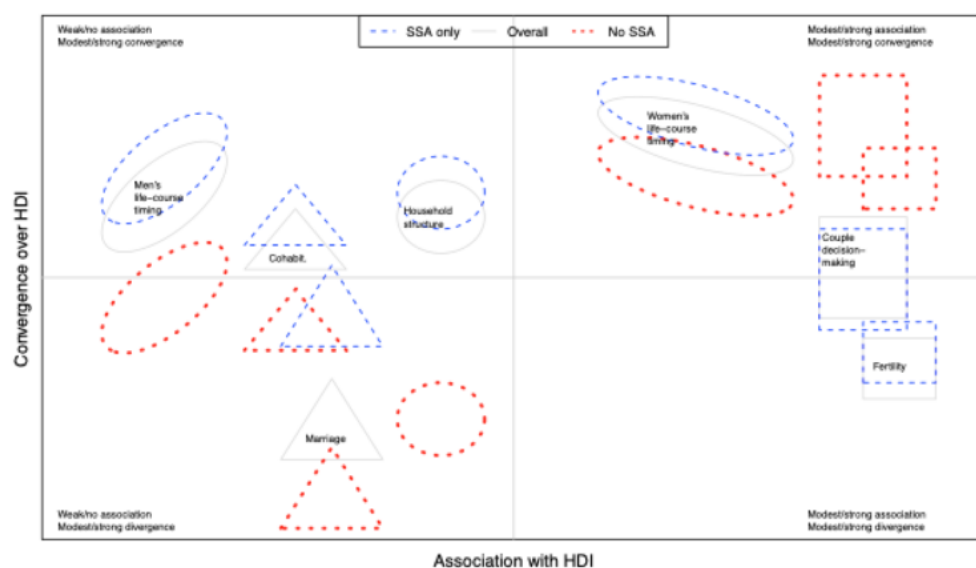 Weak/no association
Modest/strong convergence
SSA only
Overall
No SSA
Modest/strong association
Modest/strong convergence
Women's
life-course
timing
Men's
life-course
timing
Household
structure
Couple
decision-
making
Cohabit.
Fertility
Marriage
Weak/no association
Modest/strong divergence
Modest/strong association
Modest/strong divergence
Convergence over HDI
Association with HDI